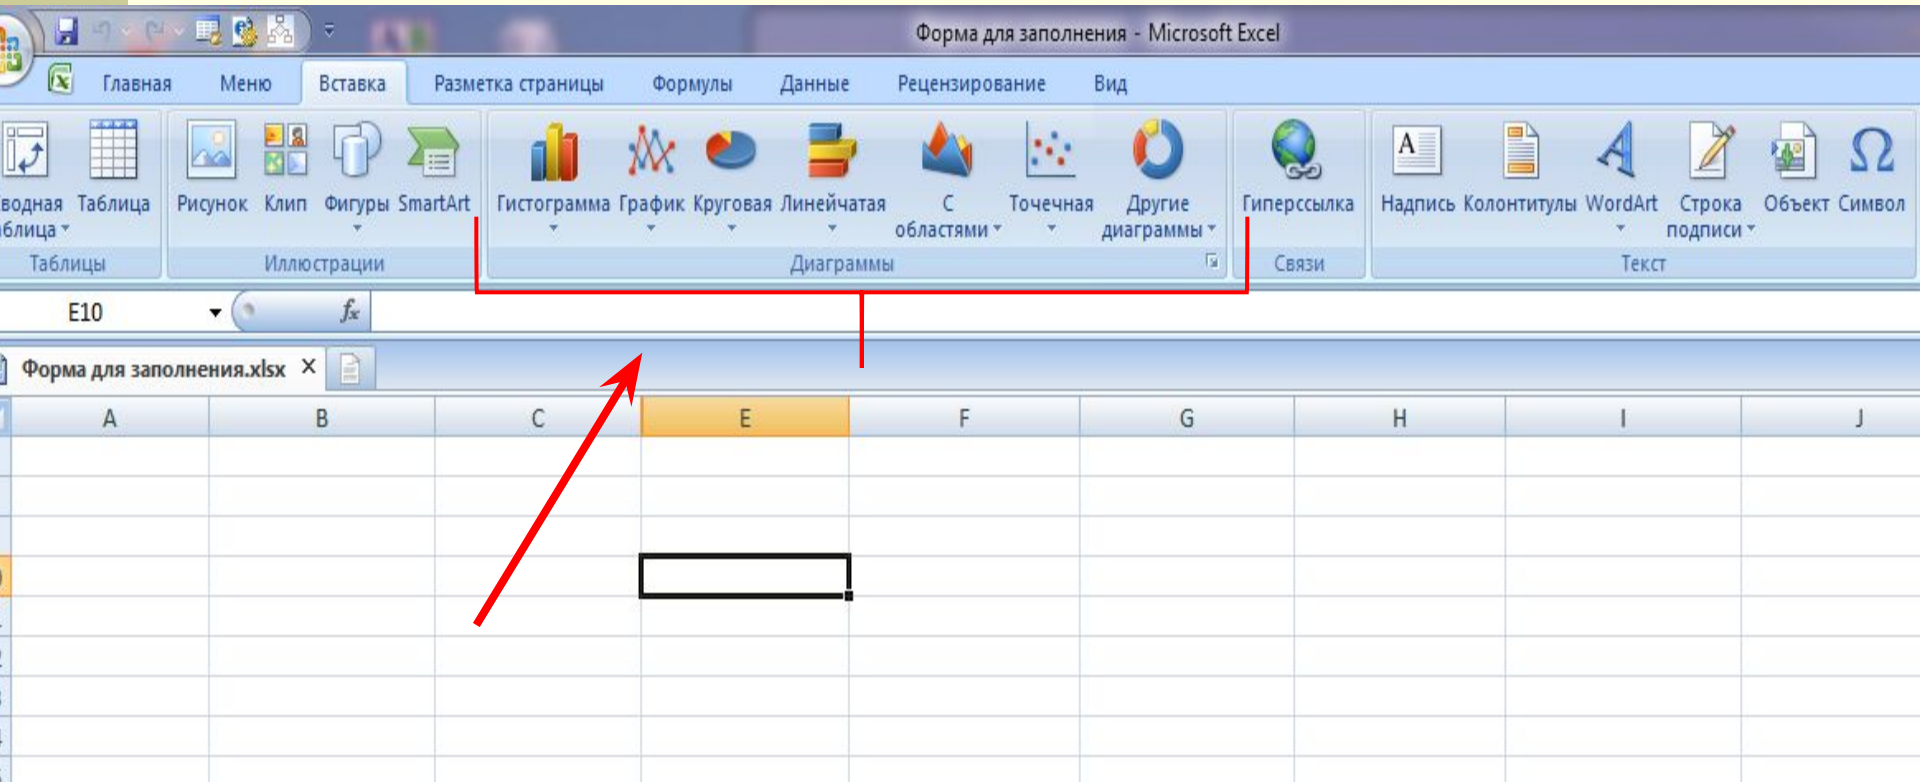 Форма для заполнения - Microsoft Excel
Главная Меню Вставка Разметка страницы Формулы Данные Рецензирование Вид
Таблица Рисунок Клип Фигуры SmartArt Гистограмма График Круговая Линейчатая С областями Точечная Другие диаграммы Гиперссылка Надпись Колонтитулы WordArt Строка подписи Объект Символ
Таблицы Иллюстрации Диаграммы Связи Текст
E10 fx
Форма для заполнения.xlsx X
A B C E F G H I J